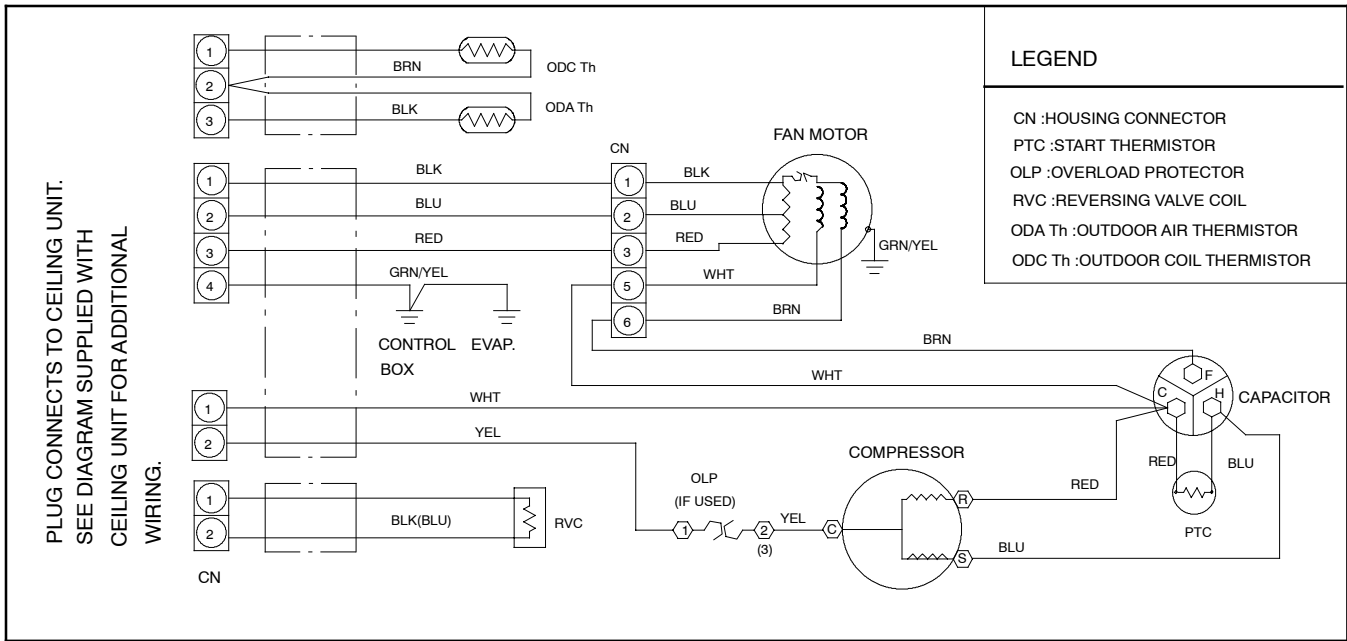 PLUG CONNECTS TO CEILING UNIT.
SEE DIAGRAM SUPPLIED WITH
CEILING UNIT FOR ADDITIONAL
WIRING.
1
2
3
BRN
BLK
ODC Th
ODA Th
1
2
3
4
BLK
BLU
RED
GRN/YEL
CONTROL
BOX
EVAP.
CN
1
2
3
5
6
BLK
BLU
RED
WHT
BRN
FAN MOTOR
GRN/YEL
BRN
WHT
1
2
WHT
YEL
1
2
CN
BLK(BLU)
RVC
OLP
(IF USED)
1
2
(3)
YEL
COMPRESSOR
C
R
S
RED
BLU
F
C
H
CAPACITOR
RED
BLU
PTC
LEGEND
CN :HOUSING CONNECTOR
PTC :START THERMISTOR
OLP :OVERLOAD PROTECTOR
RVC :REVERSING VALVE COIL
ODA Th :OUTDOOR AIR THERMISTOR
ODC Th :OUTDOOR COIL THERMISTOR